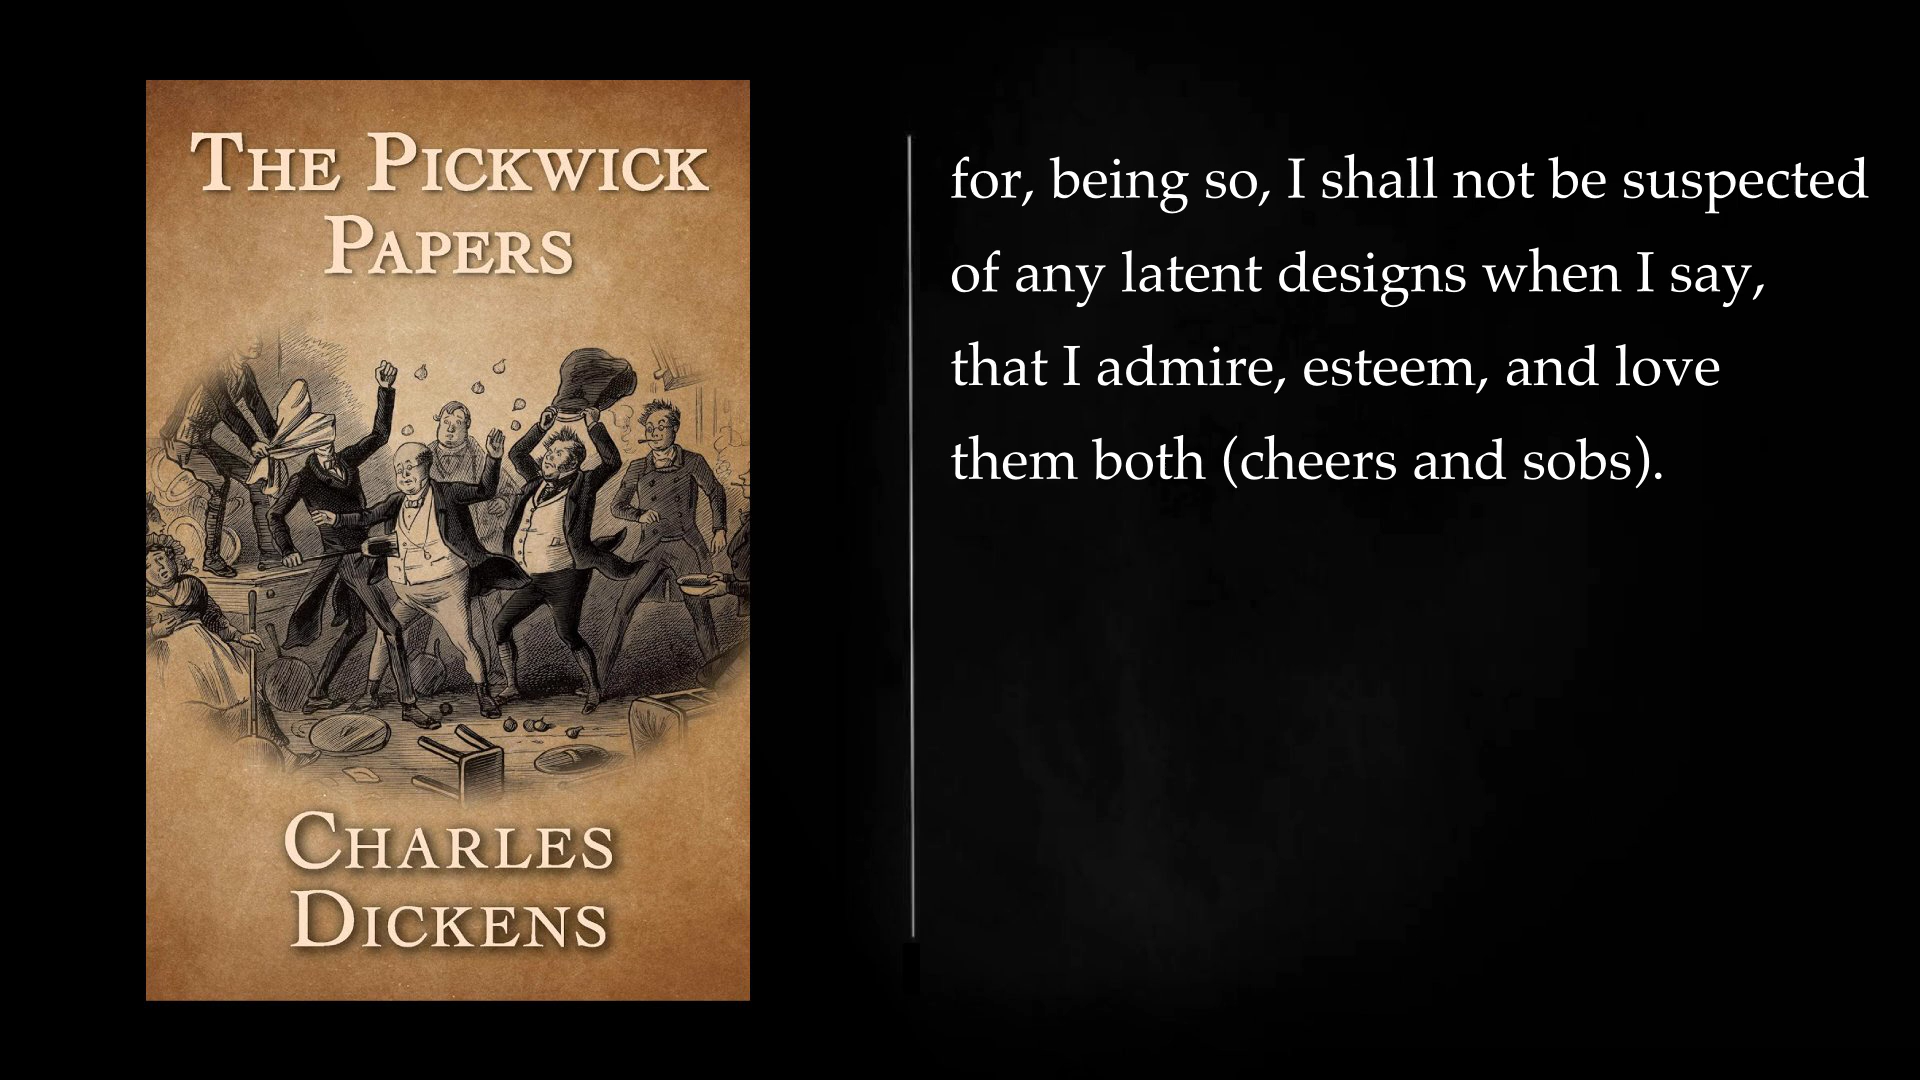 The Pickwick
Papers
Charles
Dickens
for, being so, I shall not be suspected
of any latent designs when I say,
that I admire, esteem, and love
them both (cheers and sobs).